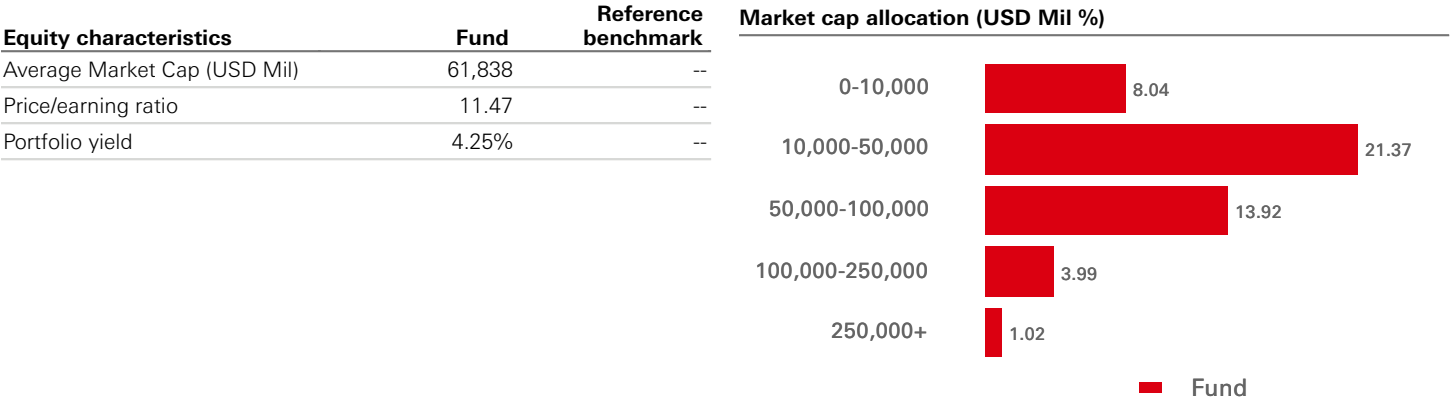 Equity characteristics Fund Reference benchmark
Average Market Cap (USD Mil) 61,838 --
Price/earning ratio 11.47 --
Portfolio yield 4.25% --
Market cap allocation (USD Mil %)
0-10,000 8.04
10,000-50,000 21.37
50,000-100,000 13.92
100,000-250,000 3.99
250,000+ 1.02
Fund